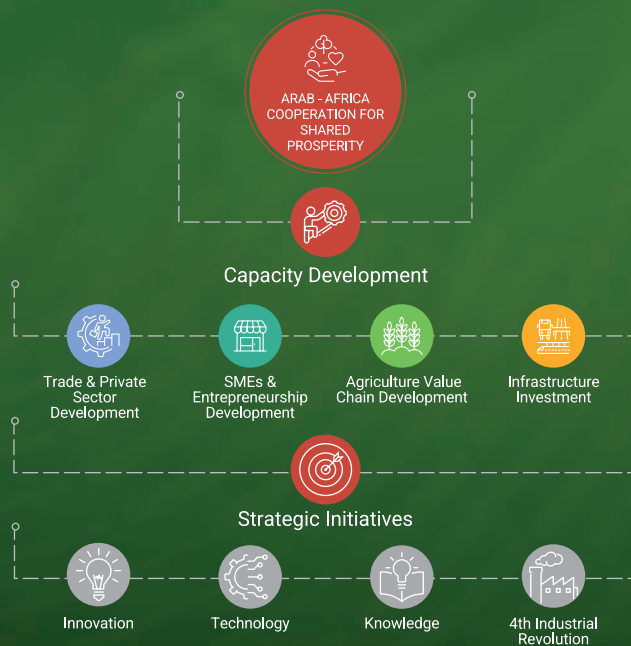 ARAB - AFRICA
COOPERATION FOR
SHARED
PROSPERITY
Capacity Development
Trade & Private
Sector
Development
SMEs &
Entrepreneurship
Development
Agriculture Value
Chain Development
Infrastructure
Investment
Strategic Initiatives
Innovation
Technology
Knowledge
4th Industrial
Revolution